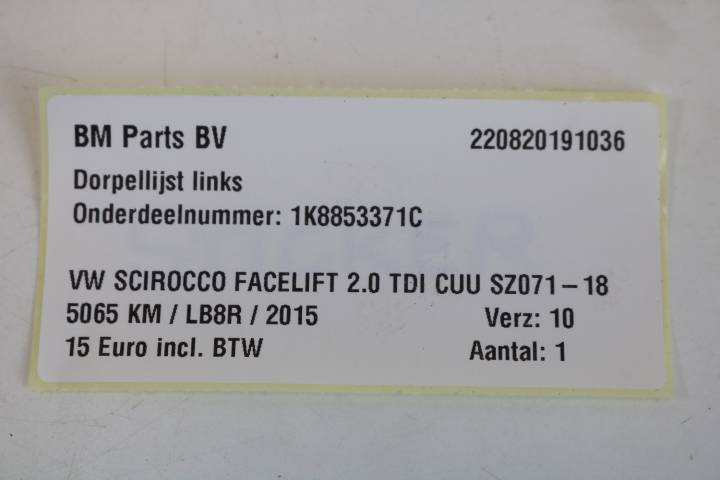 BM Parts BV 220820191036
Dorpellijst links
Onderdeelnummer: 1K8853371C
VW SCIROCCO FACELIFT 2.0 TDI CUU SZ071-18
5065 KM / LB8R / 2015 Verz: 10
15 Euro incl. BTW Aantal: 1